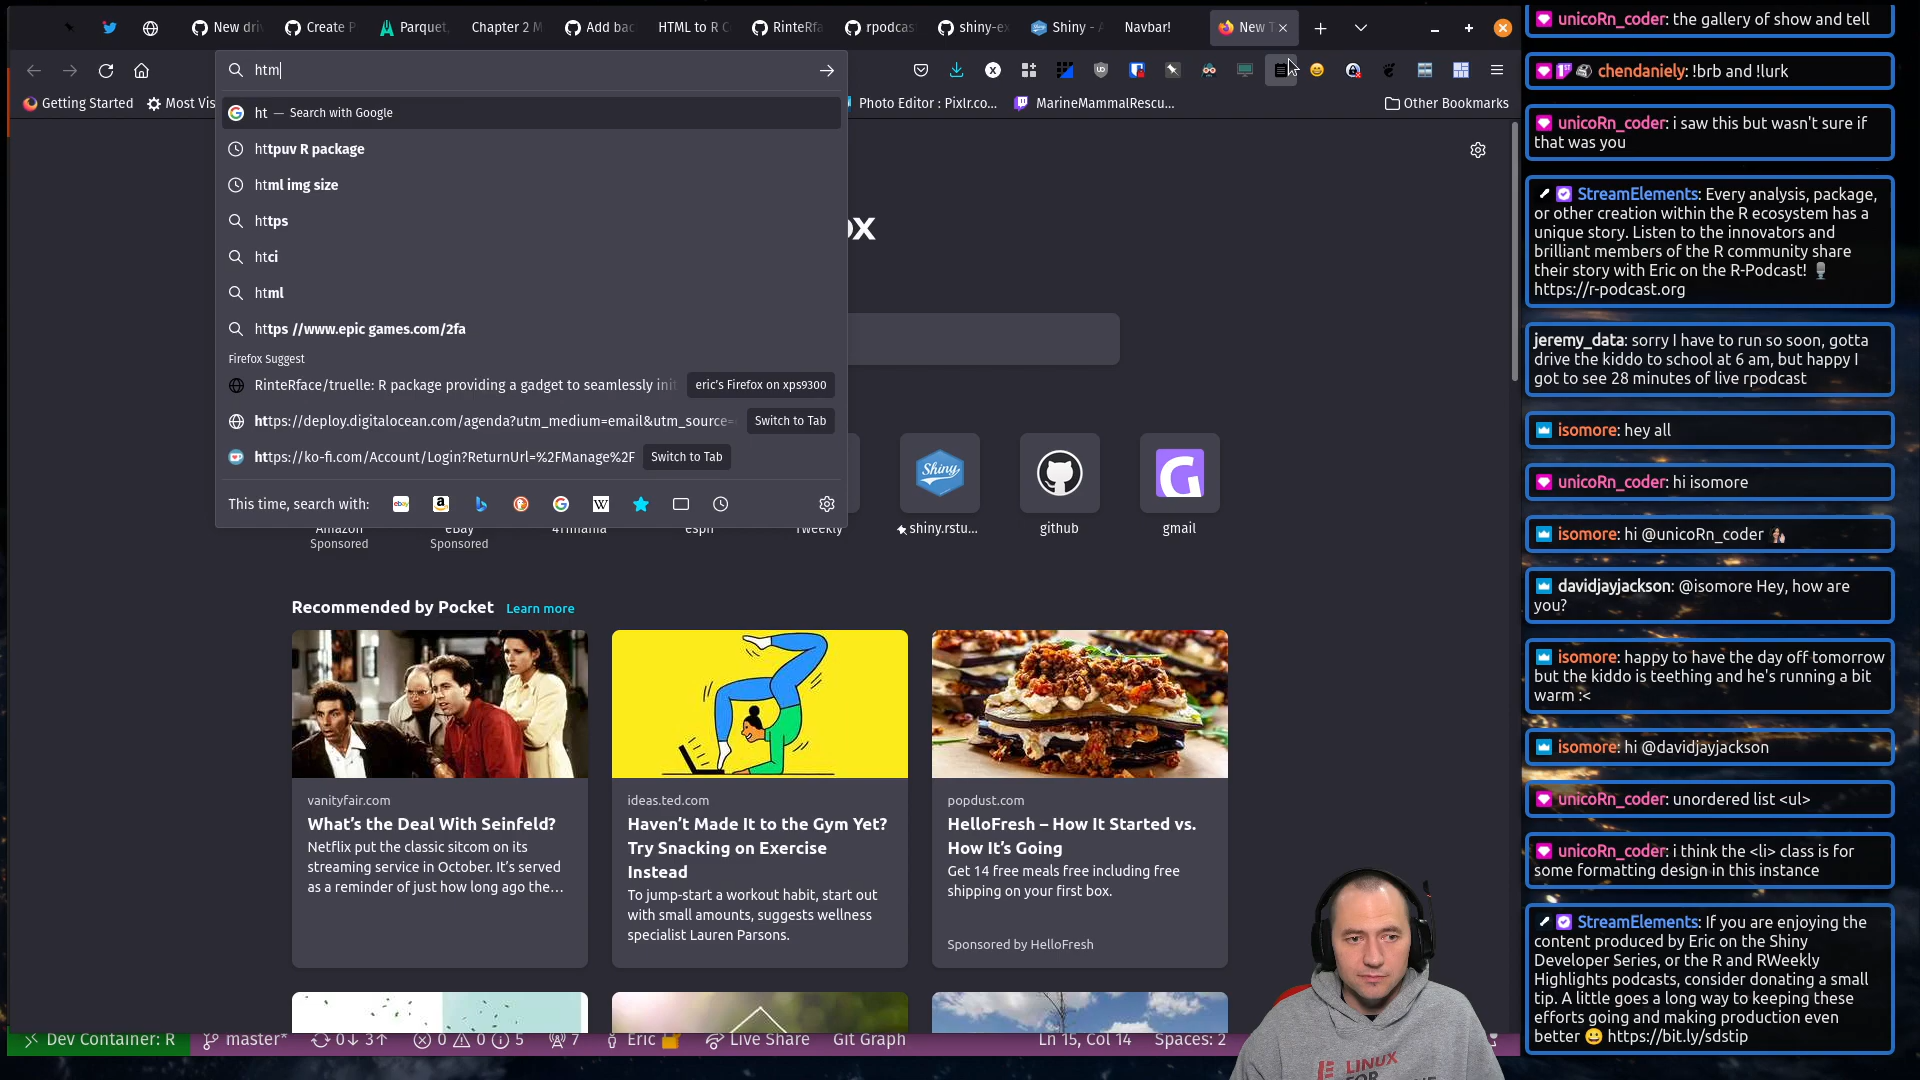 New driv
Create P
Parquet,
Chapter 2 M
Add bac
HTML to R C
RinteRfa
rpodcas
shiny-ex
Shiny - A
Navbar!
New T
htm
Getting Started
Most Vis
Photo Editor : Pixlr.co...
MarineMammalRescu...
Other Bookmarks
ht — Search with Google
httpuv R package
html img size
https
htci
html
https //www.epic games.com/2fa
Firefox Suggest
RinteRface/truelle: R package providing a gadget to seamlessly init
eric's Firefox on xps9300
https://deploy.digitalocean.com/agenda?utm_medium=email&utm_source=
Switch to Tab
https://ko-fi.com/Account/Login?ReturnUrl=%2FManage%2F
Switch to Tab
This time, search with:
ox
Shiny
Amazon
Sponsored
eBay
Sponsored
411mania
espn
rweekly
shiny.rstu...
github
gmail
Recommended by Pocket Learn more
vanityfair.com
What's the Deal With Seinfeld?
Netflix put the classic sitcom on its
streaming service in October. It's served
as a reminder of just how long ago the...
ideas.ted.com
Haven't Made It to the Gym Yet?
Try Snacking on Exercise
Instead
To jump-start a workout habit, start out
with small amounts, suggests wellness
specialist Lauren Parsons.
popdust.com
HelloFresh – How It Started vs.
How It's Going
Get 14 free meals free including free
shipping on your first box.
Sponsored by HelloFresh
Dev Container: R
master*
0↓ 3↑
0
0
5
7
Eric
Live Share
Git Graph
Ln 15, Col 14
Spaces: 2
LINUX
FOR
unicoRn_coder: the gallery of show and tell
chendaniely: !brb and !lurk
unicoRn_coder: i saw this but wasn't sure if
that was you
StreamElements: Every analysis, package,
or other creation within the R ecosystem has a
unique story. Listen to the innovators and
brilliant members of the R community share
their story with Eric on the R-Podcast! 🎙️
https://r-podcast.org
jeremy_data: sorry I have to run so soon, gotta
drive the kiddo to school at 6 am, but happy I
got to see 28 minutes of live rpodcast
isomore: hey all
unicoRn_coder: hi isomore
isomore: hi @unicoRn_coder
davidjayjackson: @isomore Hey, how are
you?
isomore: happy to have the day off tomorrow
but the kiddo is teething and he's running a bit
warm :<
isomore: hi @davidjayjackson
unicoRn_coder: unordered list <ul>
unicoRn_coder: i think the <li> class is for
some formatting design in this instance
StreamElements: If you are enjoying the
content produced by Eric on the Shiny
Developer Series, or the R and RWeekly
Highlights podcasts, consider donating a small
tip. A little goes a long way to keeping these
efforts going and making production even
better 😀 https://bit.ly/sdstip